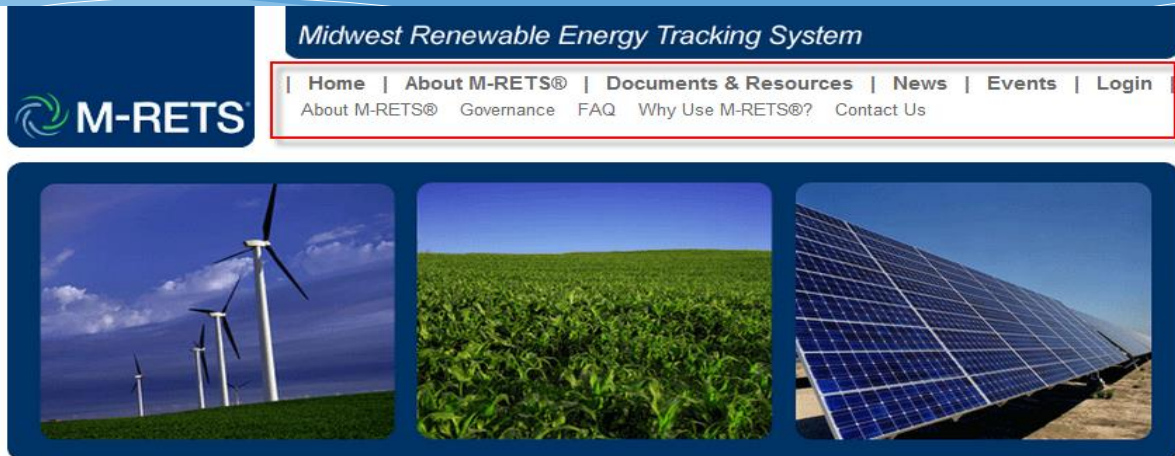 Midwest Renewable Energy Tracking System
M-RETS
| Home | About M-RETS® | Documents & Resources | News | Events | Login |
About M-RETS® Governance FAQ Why Use M-RETS®? Contact Us